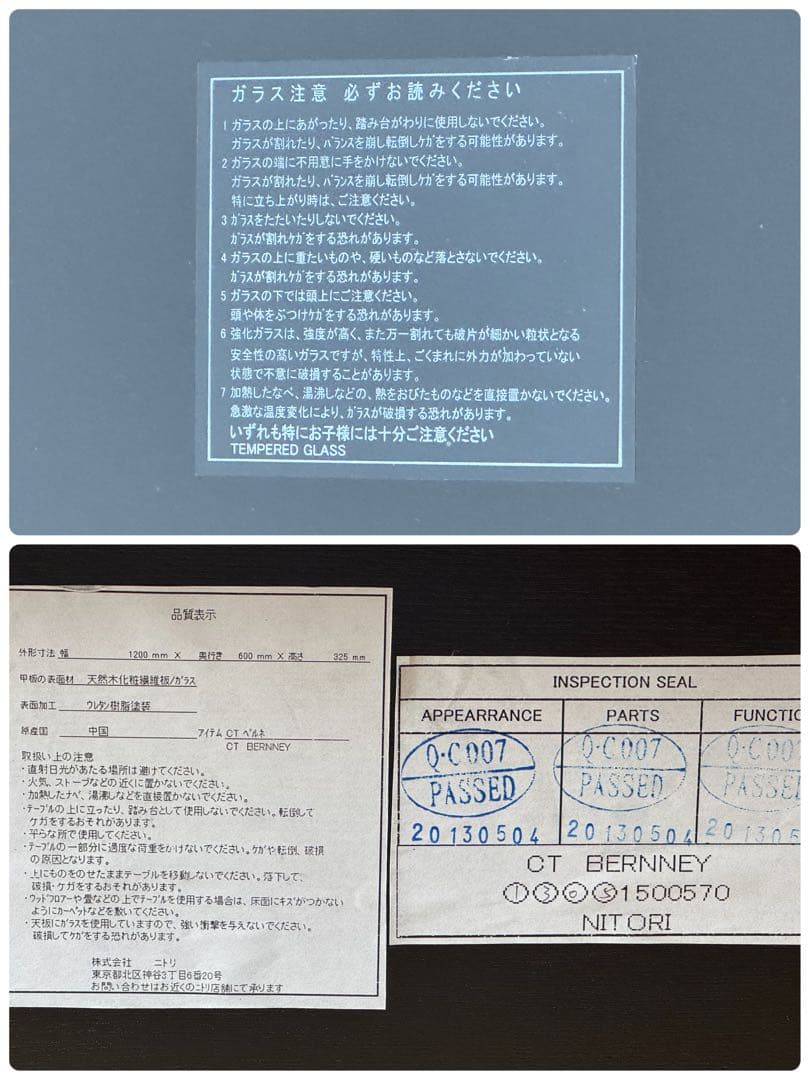 ガラス注意 必ずお読みください
1 ガラスの上にあがったり、踏み台がわりに使用しないでください。
ガラスが割れたり、バランスを崩し転倒しケガをする可能性があります。
2 ガラスの端に不用意に手をかけないでください。
ガラスが割れたり、バランスを崩し転倒しケガをする可能性があります。
特に立ち上がり時は、ご注意ください。
3 ガラスをたたいたりしないでください。
ガラスが割れケガをする恐れがあります。
4 ガラスの上に重たいものや、硬いものなど落とさないでください。
ガラスが割れケガをする恐れがあります。
5 ガラスの下では頭上にご注意ください。
頭や体をぶつけケガをする恐れがあります。
6 強化ガラスは、強度が高く、また万一割れても破片が細かい粒状となる
安全性の高いガラスですが、特性上、ごくまれに外力が加わっていない
状態で不意に破損することがあります。
7 加熱したなべ、湯沸しなどの、熱をおびたものなどを直接置かないでください。
急激な温度変化により、ガラスが破損する恐れがあります。
いずれも特にお子様には十分ご注意ください
TEMPERED GLASS
品質表示
外形寸法 幅 1200 mm X 奥行き 600 mm X 高さ 325 mm
甲板の表面材 天然木化粧繊維板/ガラス
表面加工 ウレタン樹脂塗装
原産国 中国 アイテム CT ベルネ
CT BERNNEY
取扱い上の注意
・直射日光があたる場所は避けてください。
・火気、ストーブなどの近くに置かないでください。
・加熱したナベ、湯沸しなどを直接置かないでください。
・テーブルの上に立ったり、踏み台として使用しないでください。転倒して
ケガをするおそれがあります。
・平らな所で使用してください。
・テーブルの一部分に過度な荷重をかけないでください。ケガや転倒、破損
の原因となります。
・上にものをのせたままテーブルを移動しないでください。落下して、
破損・ケガをするおそれがあります。
・ウッドフロアーや畳などの上でテーブルを使用する場合は、床面にキズがつかない
ようにカーペットなどを敷いてください。
・天板にガラスを使用していますので、強い衝撃を与えないでください。
破損してケガをする恐れがあります。
株式会社 ニトリ
東京都北区神谷3丁目6番20号
お問い合わせはお近くのニトリ店舗にて承ります
INSPECTION SEAL
APPEARRANCE PARTS FUNCTIO
Q·C007 Q·C007 Q·C007
PASSED PASSED PASSED
20130504 20130504 2013050
CT BERNNEY
①③⑥⑤1500570
NITORI